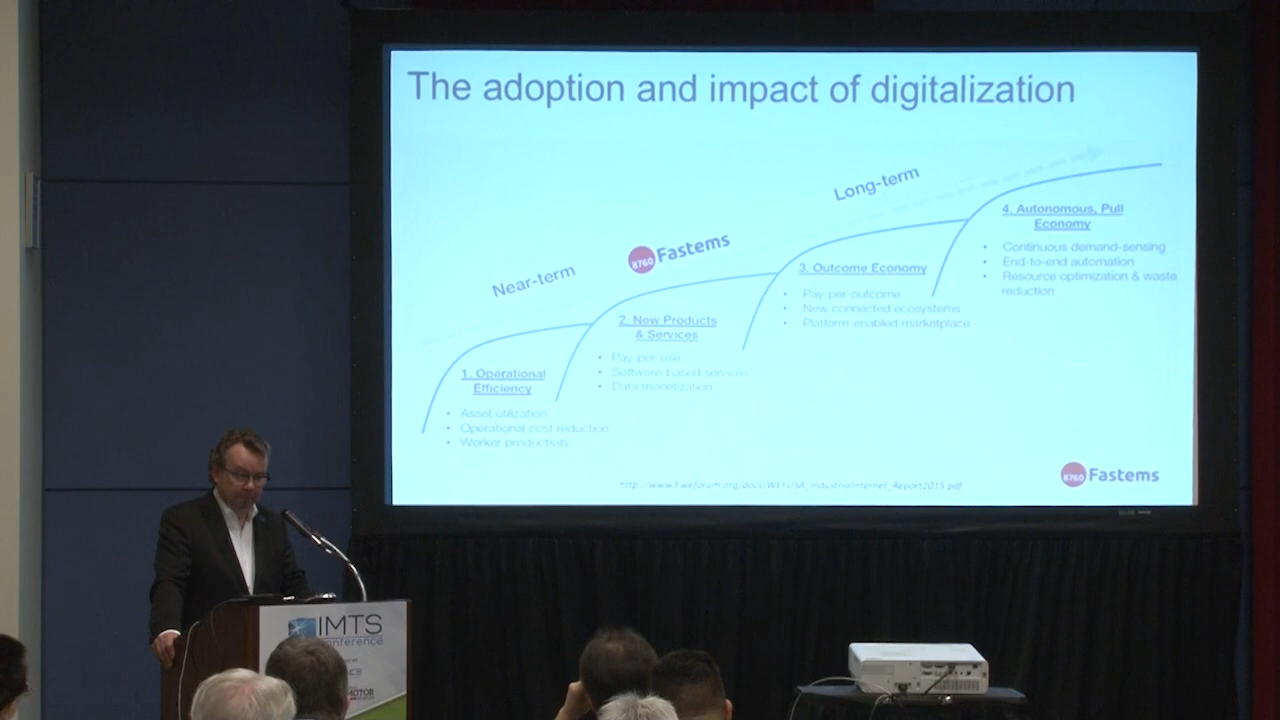 The adoption and impact of digitalization
Long-term
4. Autonomous, Pull
Economy
• Continuous demand-sensing
• End-to-end automation
• Resource optimization & waste
reduction
8760 Fastems
Near-term
3. Outcome Economy
• Pay-per-outcome
• New connected ecosystems
• Platform-enabled marketplace
2. New Products
& Services
• Pay-per-use
• Software-based services
• Data monetization
1. Operational
Efficiency
• Asset utilization
• Operational cost reduction
• Worker productivity
8760 Fastems
IMTS
conference
MOTOR